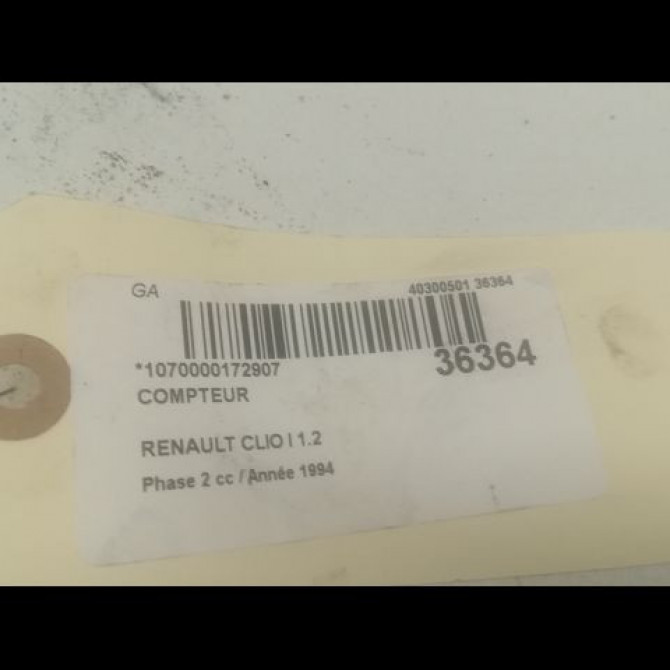 GA 40300501 36364
*1070000172907 36364
COMPTEUR
RENAULT CLIO I 1.2
Phase 2 cc / Année 1994